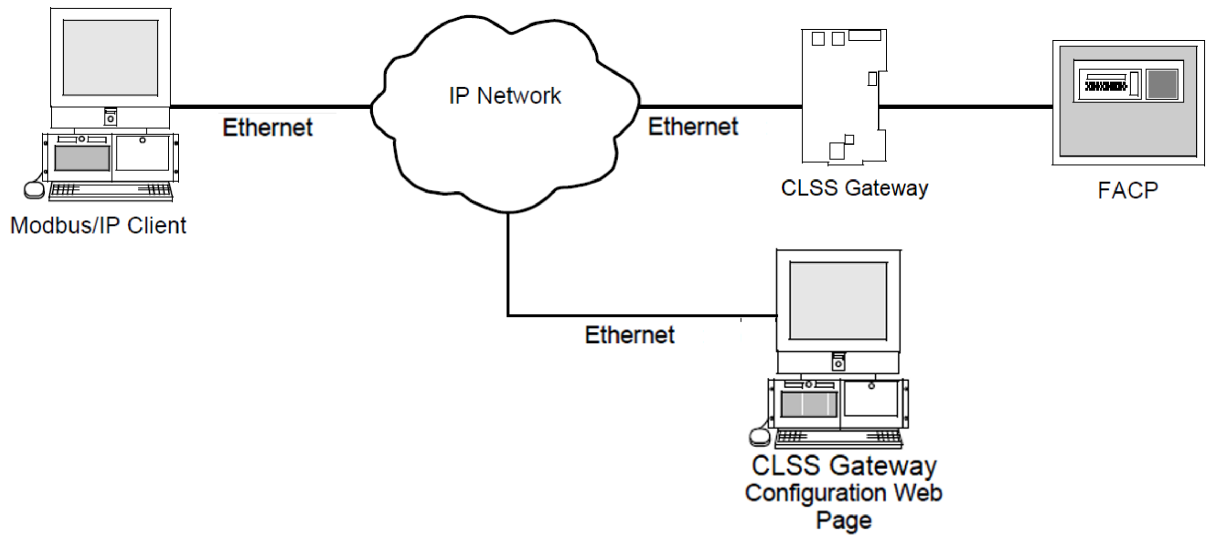 IP Network
Ethernet
Ethernet
CLSS Gateway
FACP
Modbus/IP Client
Ethernet
CLSS Gateway
Configuration Web
Page